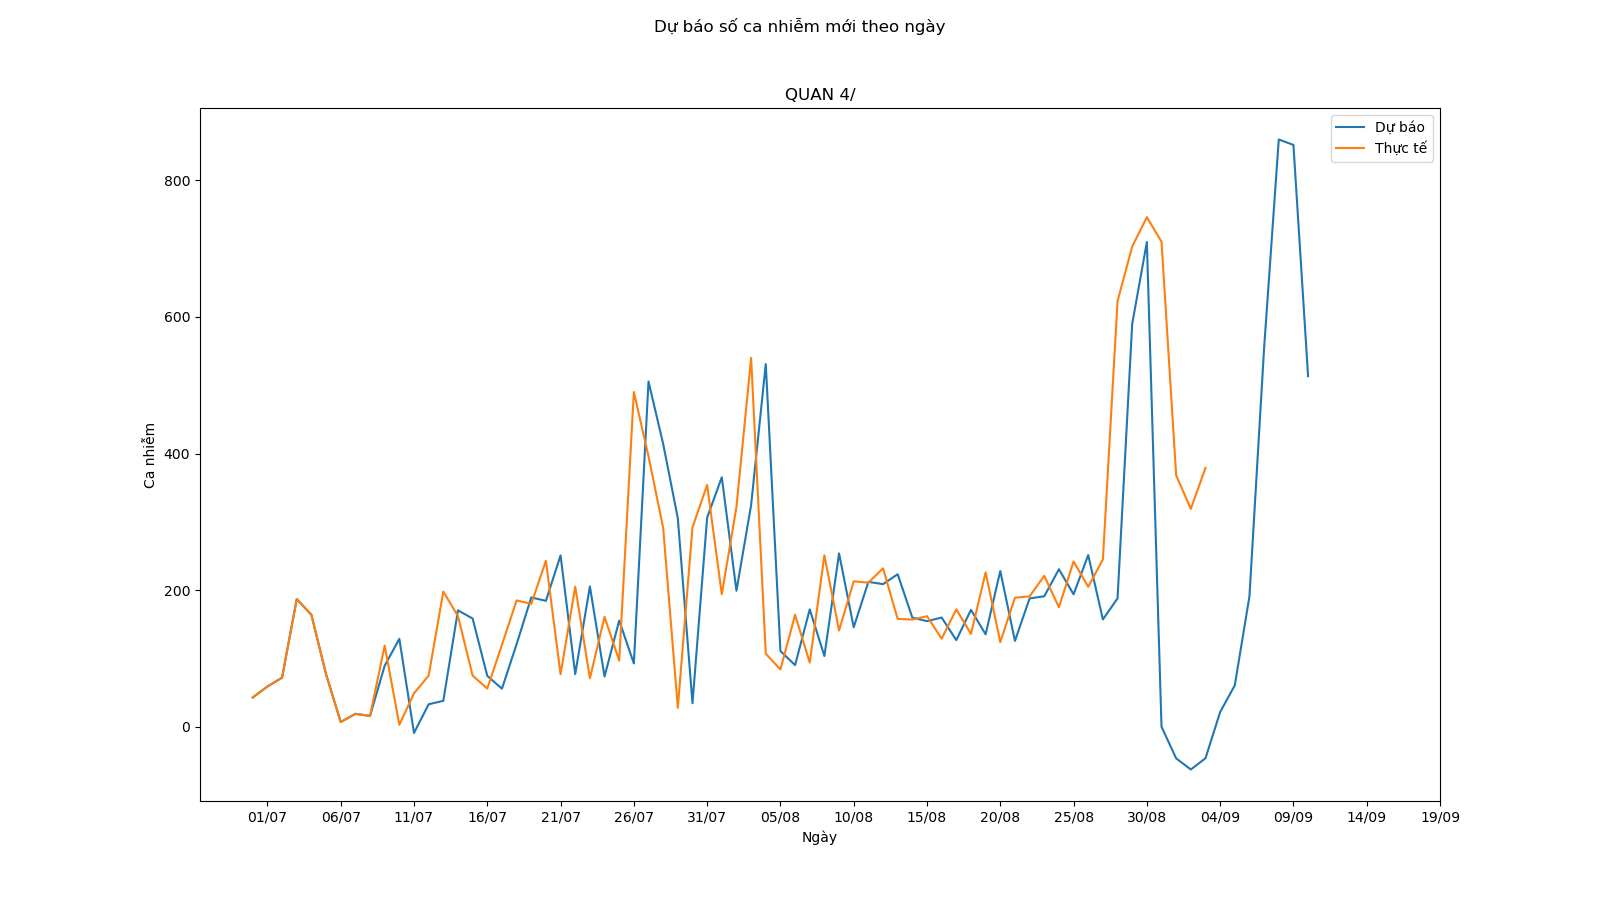 Dự báo số ca nhiễm mới theo ngày
QUAN 4/
Dự báo
Thực tế
800
600
400
200
0
Ca nhiễm
01/07 06/07 11/07 16/07 21/07 26/07 31/07 05/08 10/08 15/08 20/08 25/08 30/08 04/09 09/09 14/09 19/09
Ngày